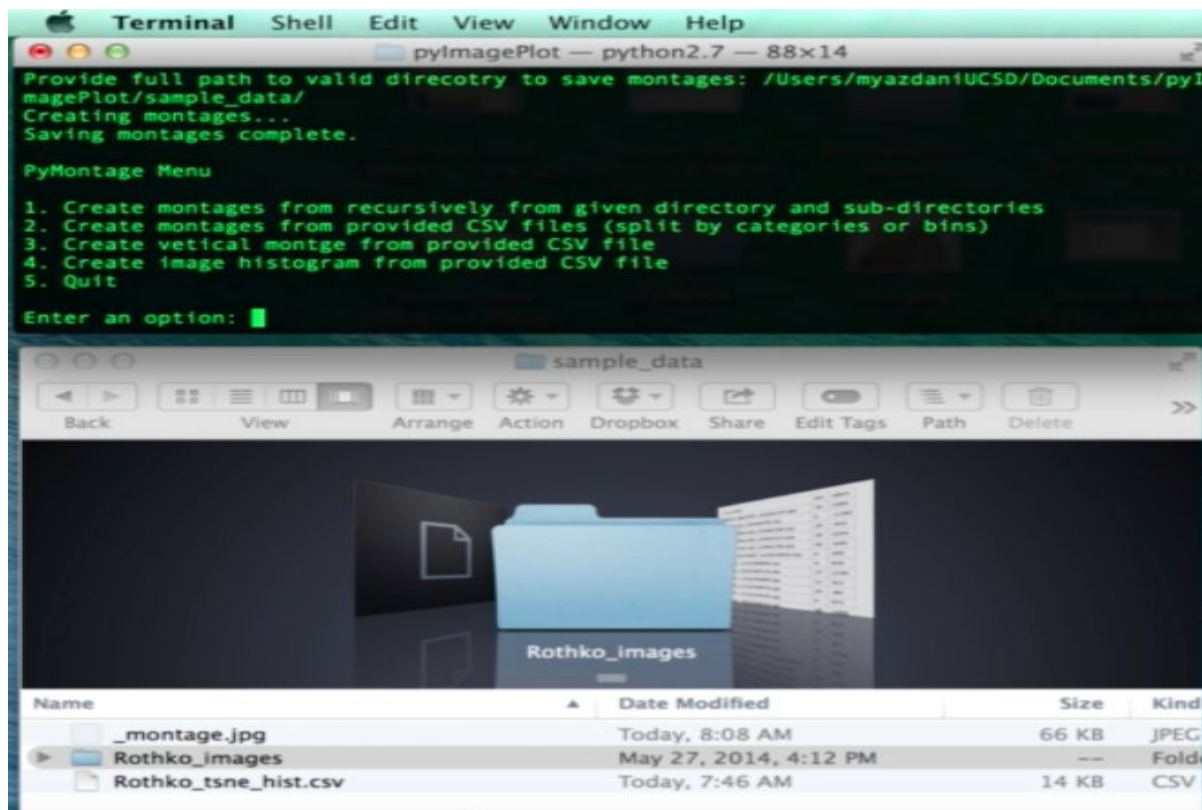 Terminal Shell Edit View Window Help
pyImagePlot — python2.7 — 88×14
Provide full path to valid direcotry to save montages: /Users/myazdaniUCSD/Documents/pyI
magePlot/sample_data/
Creating montages...
Saving montages complete.
PyMontage Menu
1. Create montages from recursively from given directory and sub-directories
2. Create montages from provided CSV files (split by categories or bins)
3. Create vetical montge from provided CSV file
4. Create image histogram from provided CSV file
5. Quit
Enter an option:
sample_data
Back View Arrange Action Dropbox Share Edit Tags Path Delete
Rothko_images
Name Date Modified Size Kind
_montage.jpg Today, 8:08 AM 66 KB JPEG
Rothko_images May 27, 2014, 4:12 PM -- Folde
Rothko_tsne_hist.csv Today, 7:46 AM 14 KB CSV